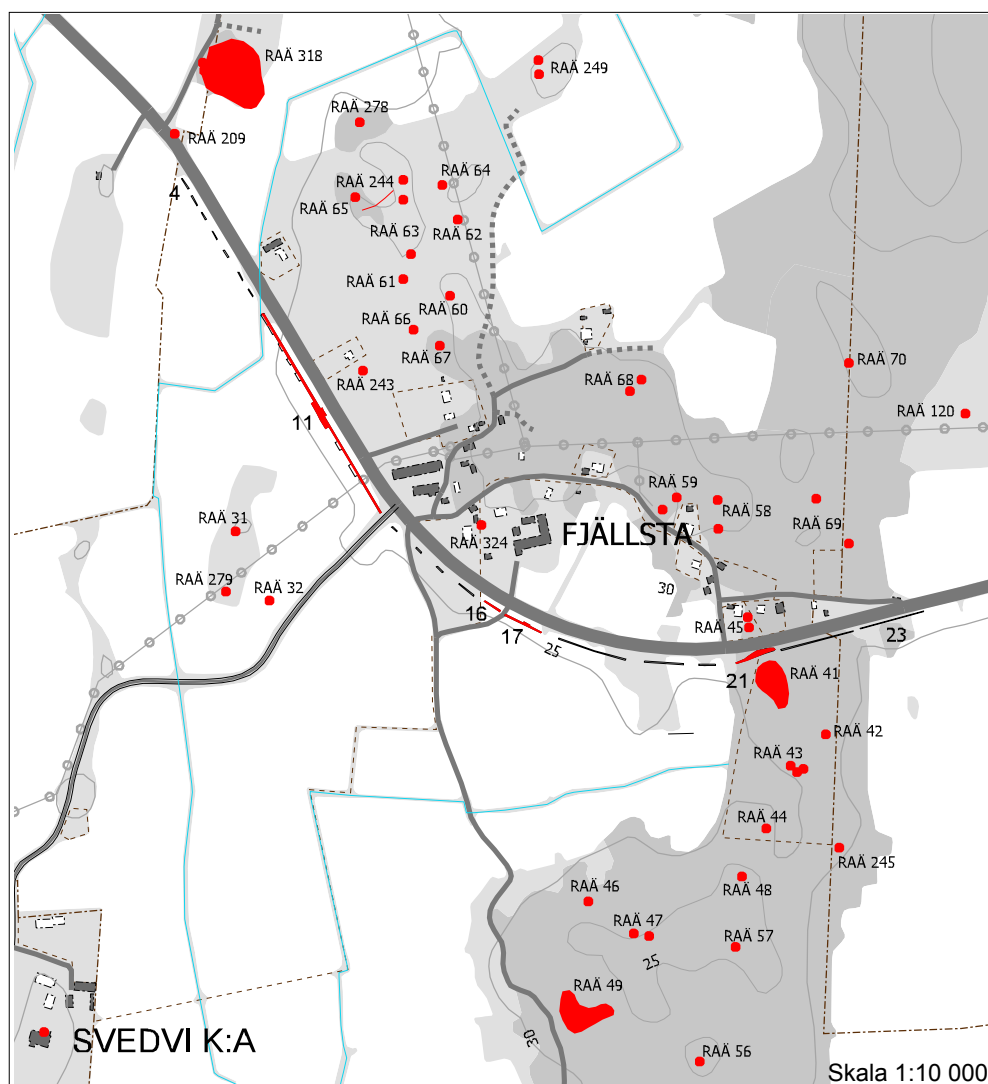 RAÄ 318
RAÄ 249
RAÄ 278
RAÄ 209
RAÄ 64
RAÄ 244
4
RAÄ 65
RAÄ 62
RAÄ 63
RAÄ 61
RAÄ 60
RAÄ 66
RAÄ 67
RAÄ 70
RAÄ 243
RAÄ 68
11
RAÄ 120
RAÄ 59
RAÄ 58
RAÄ 31
RAÄ 69
RAÄ 324
FJÄLLSTA
RAÄ 279
RAÄ 32
30
16
17
25
RAÄ 45
23
21
RAÄ 41
RAÄ 42
RAÄ 43
RAÄ 44
RAÄ 245
RAÄ 46
RAÄ 48
RAÄ 47
RAÄ 57
25
RAÄ 49
30
SVEDVI K:A
RAÄ 56
Skala 1:10 000